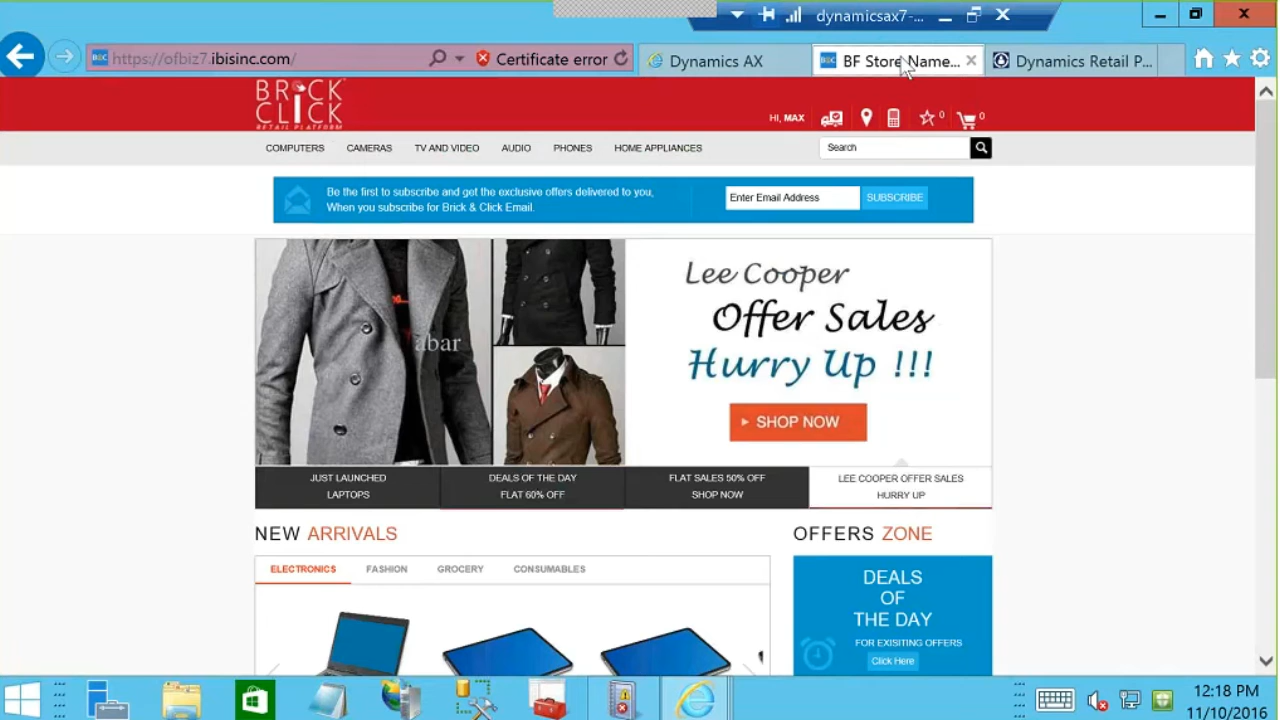 dynamicsax7-...
https://ofbiz7.ibisinc.com/
Certificate error
Dynamics AX
BF Store Name...
Dynamics Retail P...
BRICK
CLICK
RETAIL PLATFORM
HI, MAX
0
0
COMPUTERS
CAMERAS
TV AND VIDEO
AUDIO
PHONES
HOME APPLIANCES
Search
Be the first to subscribe and get the exclusive offers delivered to you,
When you subscribe for Brick & Click Email.
Enter Email Address
SUBSCRIBE
abar
Lee Cooper
Offer Sales
Hurry Up !!!
SHOP NOW
JUST LAUNCHED
LAPTOPS
DEALS OF THE DAY
FLAT 60% OFF
FLAT SALES 50% OFF
SHOP NOW
LEE COOPER OFFER SALES
HURRY UP
NEW ARRIVALS
OFFERS ZONE
ELECTRONICS
FASHION
GROCERY
CONSUMABLES
DEALS
OF
THE DAY
FOR EXISITING OFFERS
Click Here
12:18 PM
11/10/2016